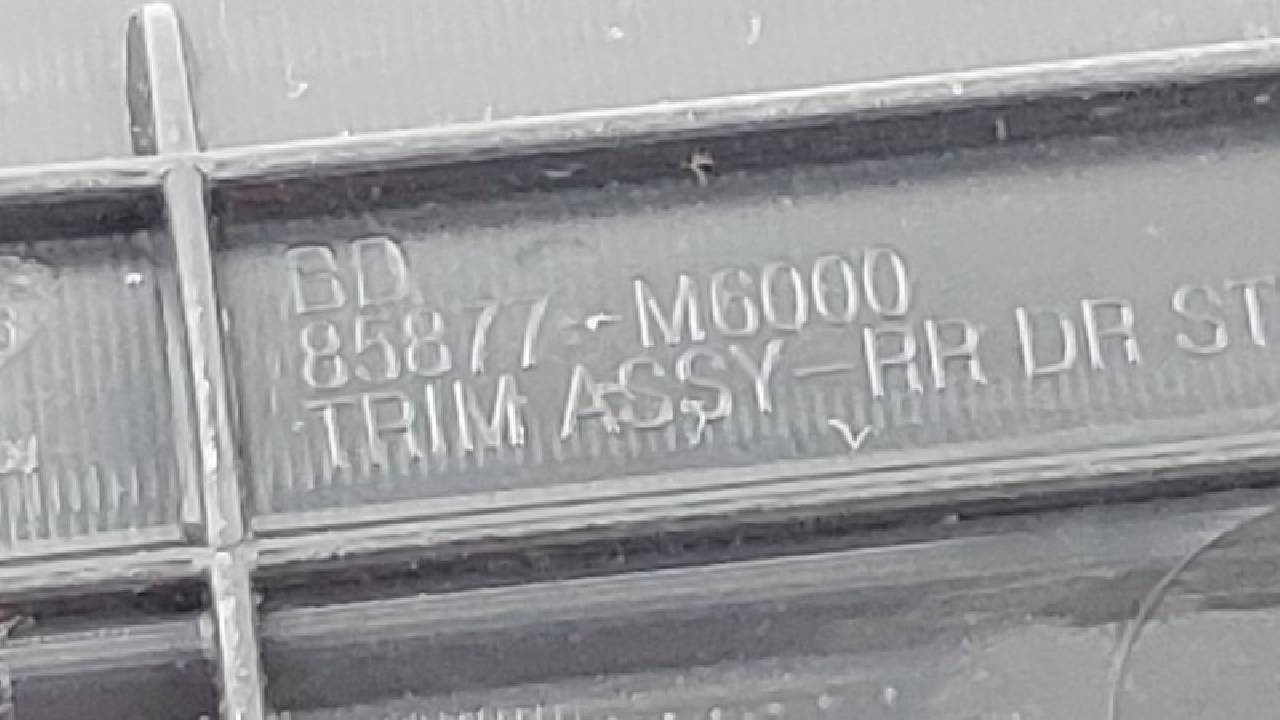 BD
85877-M6000
TRIM ASSY-RR DR ST